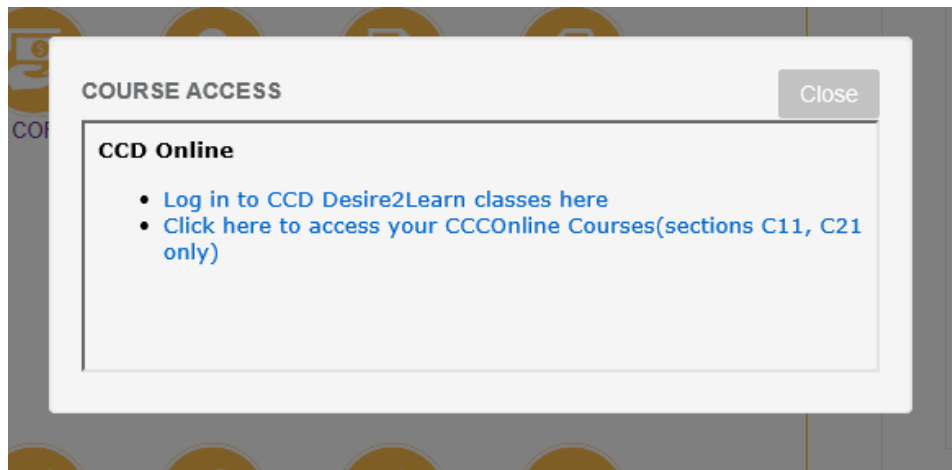 COURSE ACCESS
Close
CCD Online
Log in to CCD Desire2Learn classes here
Click here to access your CCCOnline Courses(sections C11, C21
only)